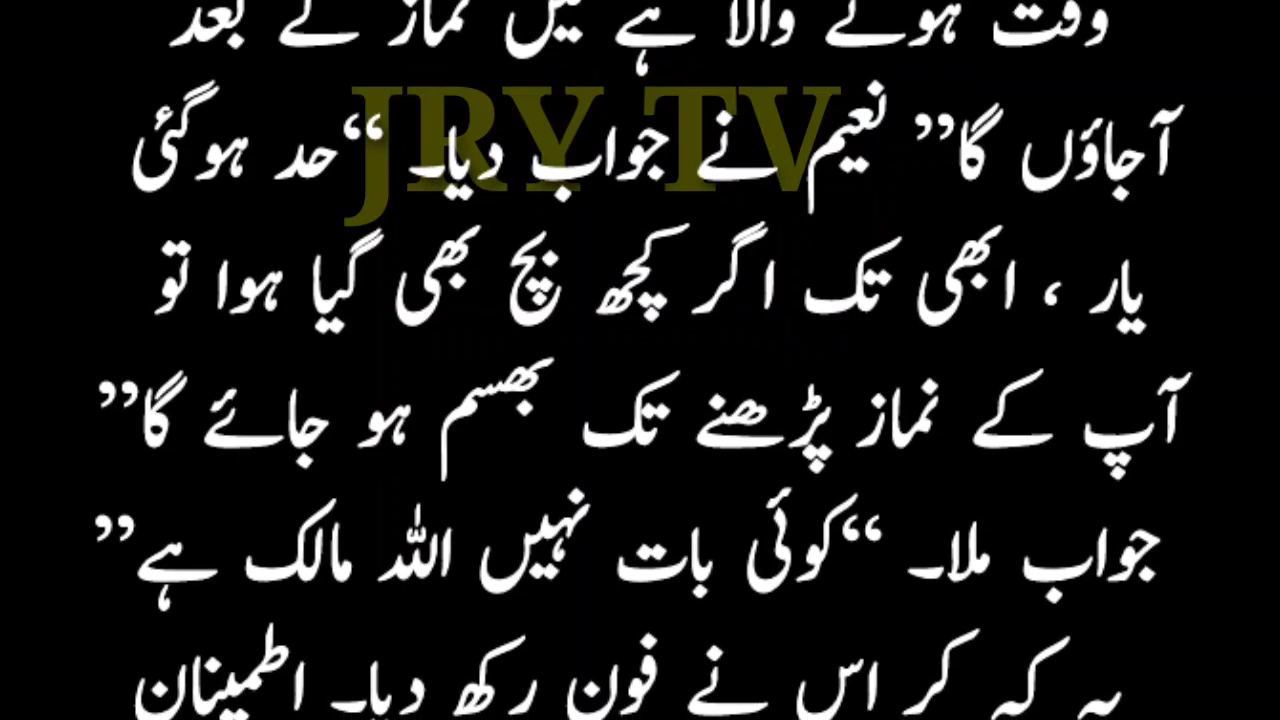 وقت ہونے والا ہے میں نماز کے بعد
آجاؤں گا” نعیم نے جواب دیا۔ “حد ہوگئی
یار ، ابھی تک اگر کچھ بچ بھی گیا ہوا تو
آپ کے نماز پڑھنے تک بھسم ہو جائے گا”
جواب ملا۔ “کوئی بات نہیں اللہ مالک ہے”
یہ کہہ کر اس نے فون رکھ دیا۔ اطمینان
JRY TV